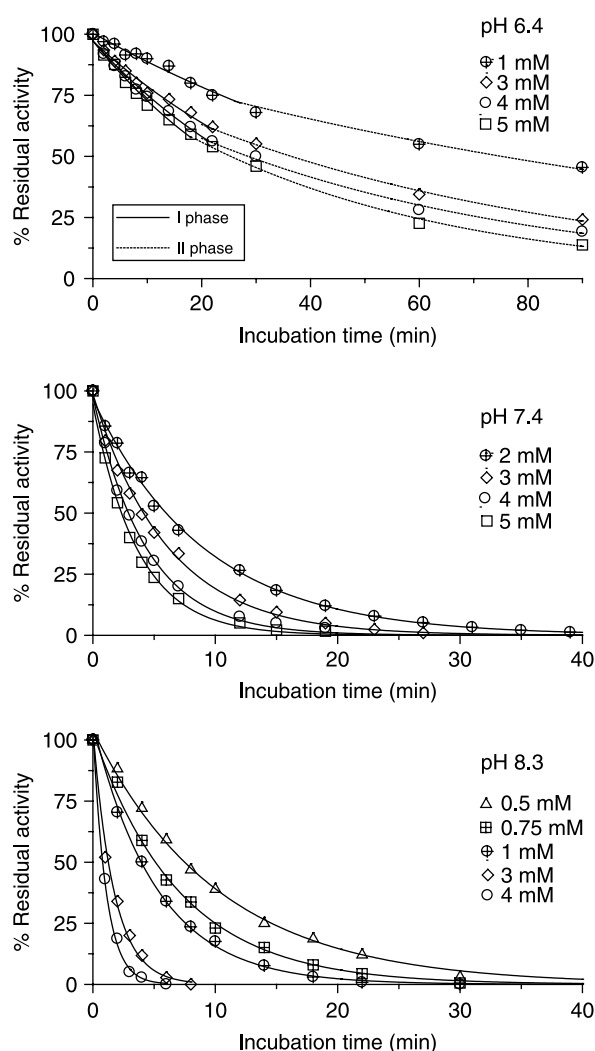 pH 6.4
1 mM
3 mM
4 mM
5 mM
% Residual activity
100
75
50
25
0
I phase
II phase
0 20 40 60 80
Incubation time (min)
pH 7.4
2 mM
3 mM
4 mM
5 mM
% Residual activity
100
75
50
25
0
0 10 20 30 40
Incubation time (min)
pH 8.3
0.5 mM
0.75 mM
1 mM
3 mM
4 mM
% Residual activity
100
75
50
25
0
0 10 20 30 40
Incubation time (min)